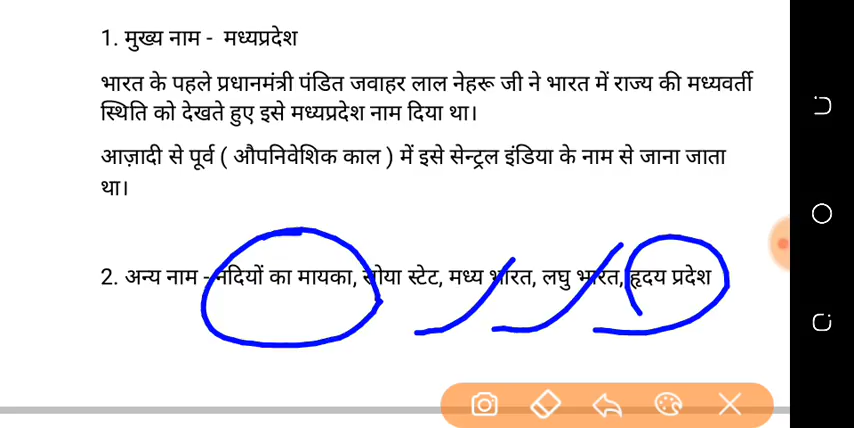 1. मुख्य नाम - मध्यप्रदेश
भारत के पहले प्रधानमंत्री पंडित जवाहर लाल नेहरू जी ने भारत में राज्य की मध्यवर्ती
स्थिति को देखते हुए इसे मध्यप्रदेश नाम दिया था।
आज़ादी से पूर्व ( औपनिवेशिक काल ) में इसे सेन्ट्रल इंडिया के नाम से जाना जाता
था।
2. अन्य नाम - नदियों का मायका, सोया स्टेट, मध्य भारत, लघु भारत, हृदय प्रदेश